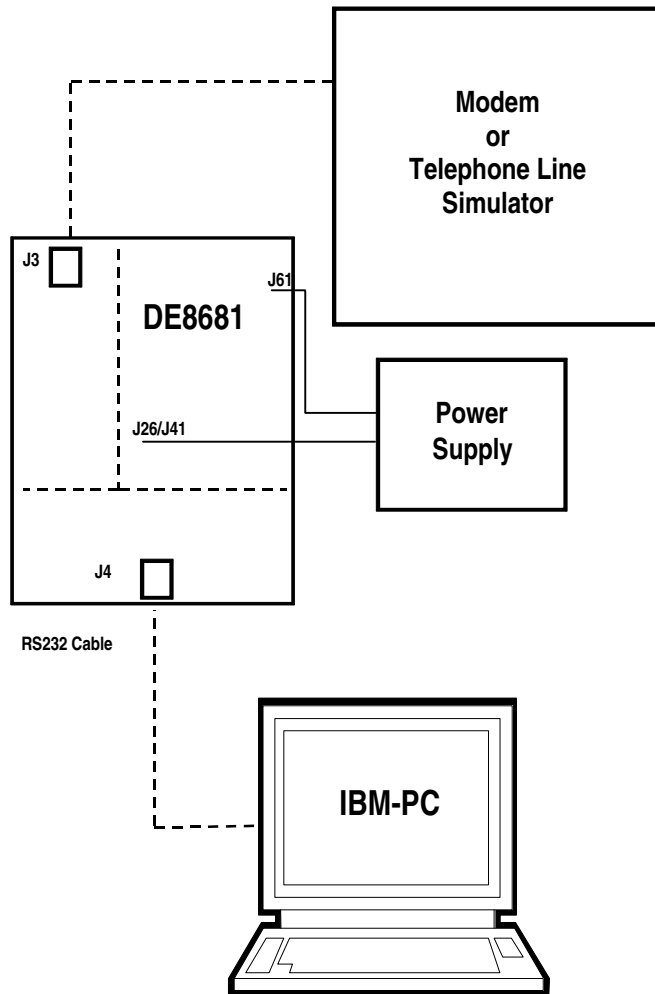 Modem
or
Telephone Line
Simulator
J3
J61
DE8681
J26/J41
Power
Supply
J4
RS232 Cable
IBM-PC